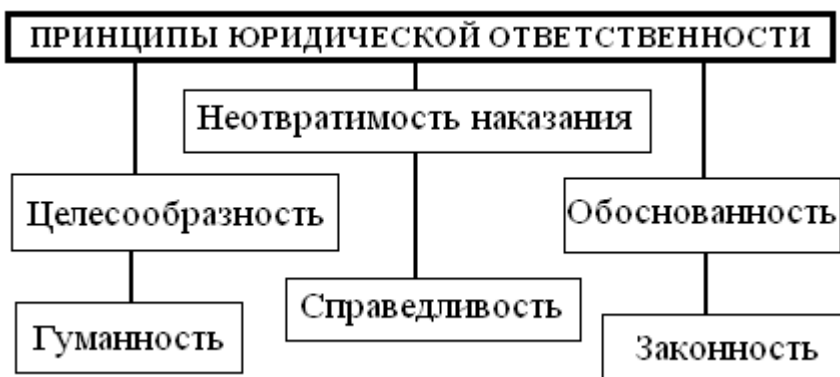 ПРИНЦИПЫ ЮРИДИЧЕСКОЙ ОТВЕТСТВЕННОСТИ
Неотвратимость наказания
Целесообразность
Обоснованность
Справедливость
Гуманность
Законность